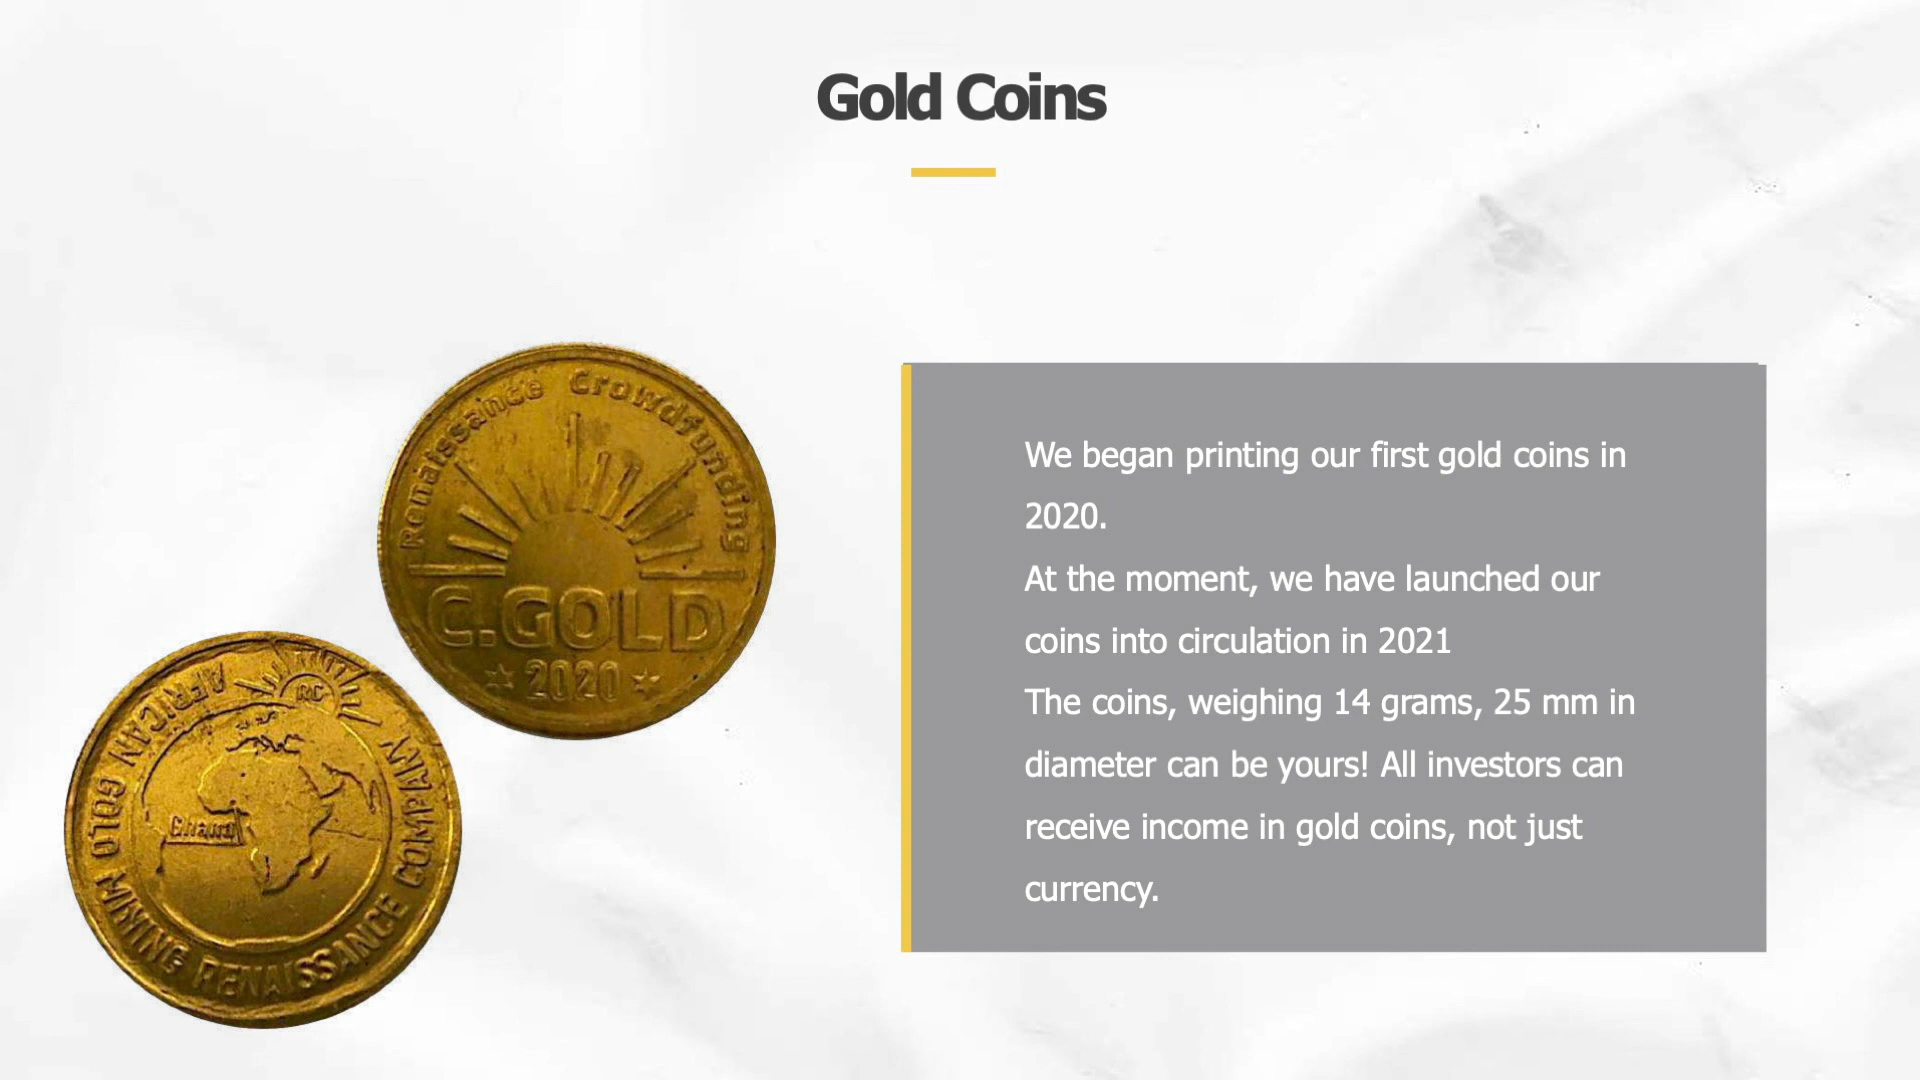 Gold Coins
Renaissance Crowdfunding
C.GOLD
2020
AFRICAN GOLD MINING RENAISSANCE COMPANY
RC
Ghana
We began printing our first gold coins in
2020.
At the moment, we have launched our
coins into circulation in 2021
The coins, weighing 14 grams, 25 mm in
diameter can be yours! All investors can
receive income in gold coins, not just
currency.